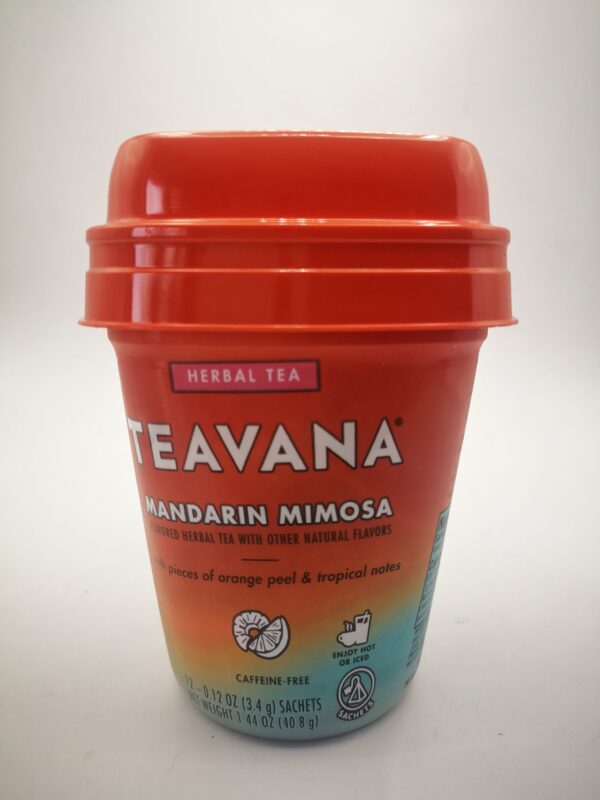 HERBAL TEA
TEAVANA®
MANDARIN MIMOSA
FLAVORED HERBAL TEA WITH OTHER NATURAL FLAVORS
with pieces of orange peel & tropical notes
ENJOY HOT
OR ICED
CAFFEINE-FREE
12 – 0.12 OZ (3.4 g) SACHETS
NET WEIGHT 1.44 OZ (40.8 g)
SACHETS